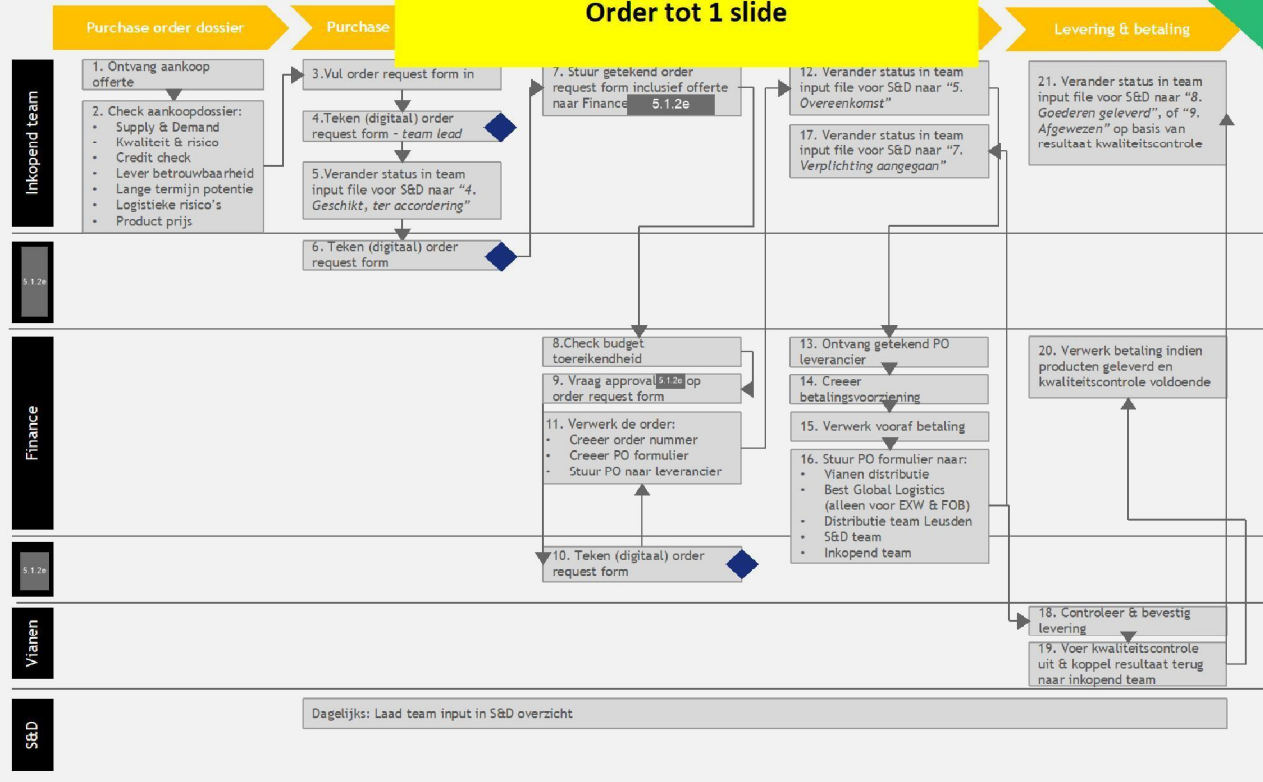 Order tot 1 slide
Purchase order dossier
Purchase
Levering & betaling
Inkopend team
1. Ontvang aankoop
offerte
2. Check aankoopdossier:
• Supply & Demand
• Kwaliteit & risico
• Credit check
• Lever betrouwbaarheid
• Lange termijn potentie
• Logistieke risico's
• Product prijs
3.Vul order request form in
4.Teken (digitaal) order
request form - team lead
5.Verander status in team
input file voor S&D naar "4.
Geschikt, ter accordering"
6. Teken (digitaal) order
request form
7. Stuur getekend order
request form inclusief offerte
naar Finance 5.1.2e
12. Verander status in team
input file voor S&D naar "5.
Overeenkomst"
17. Verander status in team
input file voor S&D naar "7.
Verplichting aangegaan"
21. Verander status in team
input file voor S&D naar "8.
Goederen geleverd", of "9.
Afgewezen" op basis van
resultaat kwaliteitscontrole
5.1.2e
Finance
8.Check budget
toereikendheid
9. Vraag approval 5.1.2e op
order request form
11. Verwerk de order:
• Creeer order nummer
• Creeer PO formulier
- Stuur PO naar leverancier
10. Teken (digitaal) order
request form
13. Ontvang getekend PO
leverancier
14. Creeer
betalingsvoorziening
15. Verwerk vooraf betaling
16. Stuur PO formulier naar:
• Vianen distributie
• Best Global Logistics
(alleen voor EXW & FOB)
• Distributie team Leusden
• S&D team
• Inkopend team
20. Verwerk betaling indien
producten geleverd en
kwaliteitscontrole voldoende
5.1.2e
Vianen
18. Controleer & bevestig
levering
19. Voer kwaliteitscontrole
uit & koppel resultaat terug
naar inkopend team
S&D
Dagelijks: Laad team input in S&D overzicht